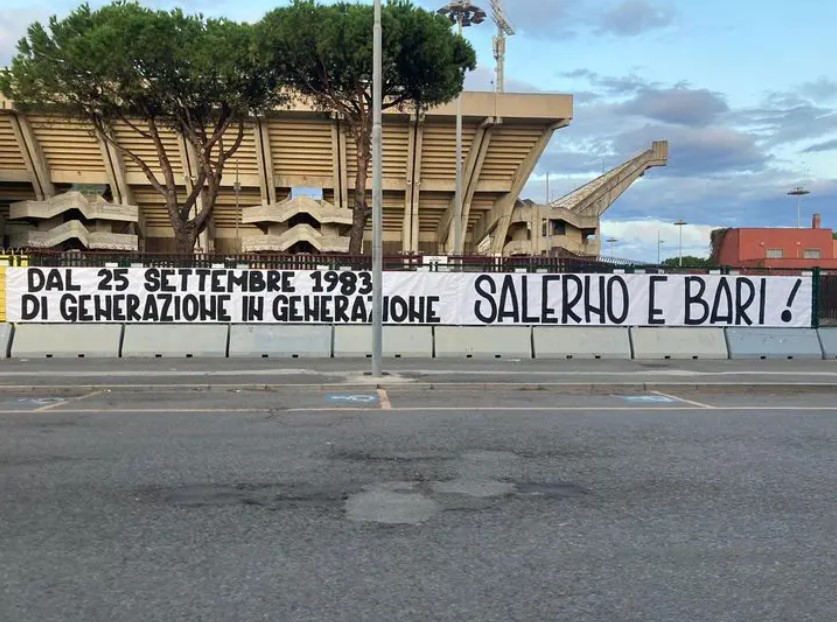 DAL 25 SETTEMBRE 1983
DI GENERAZIONE IN GENERAZIONE
SALERNO E BARI !